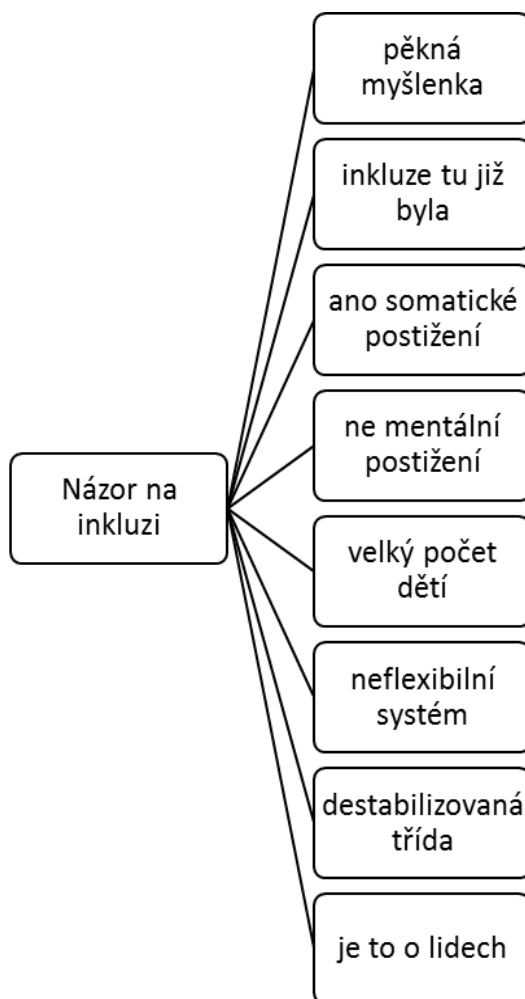 Názor na
inkluzi
pěkná
myšlenka
inkluze tu již
byla
ano somatické
postižení
ne mentální
postižení
velký počet
dětí
neflexibilní
systém
destabilizovaná
třída
je to o lidech